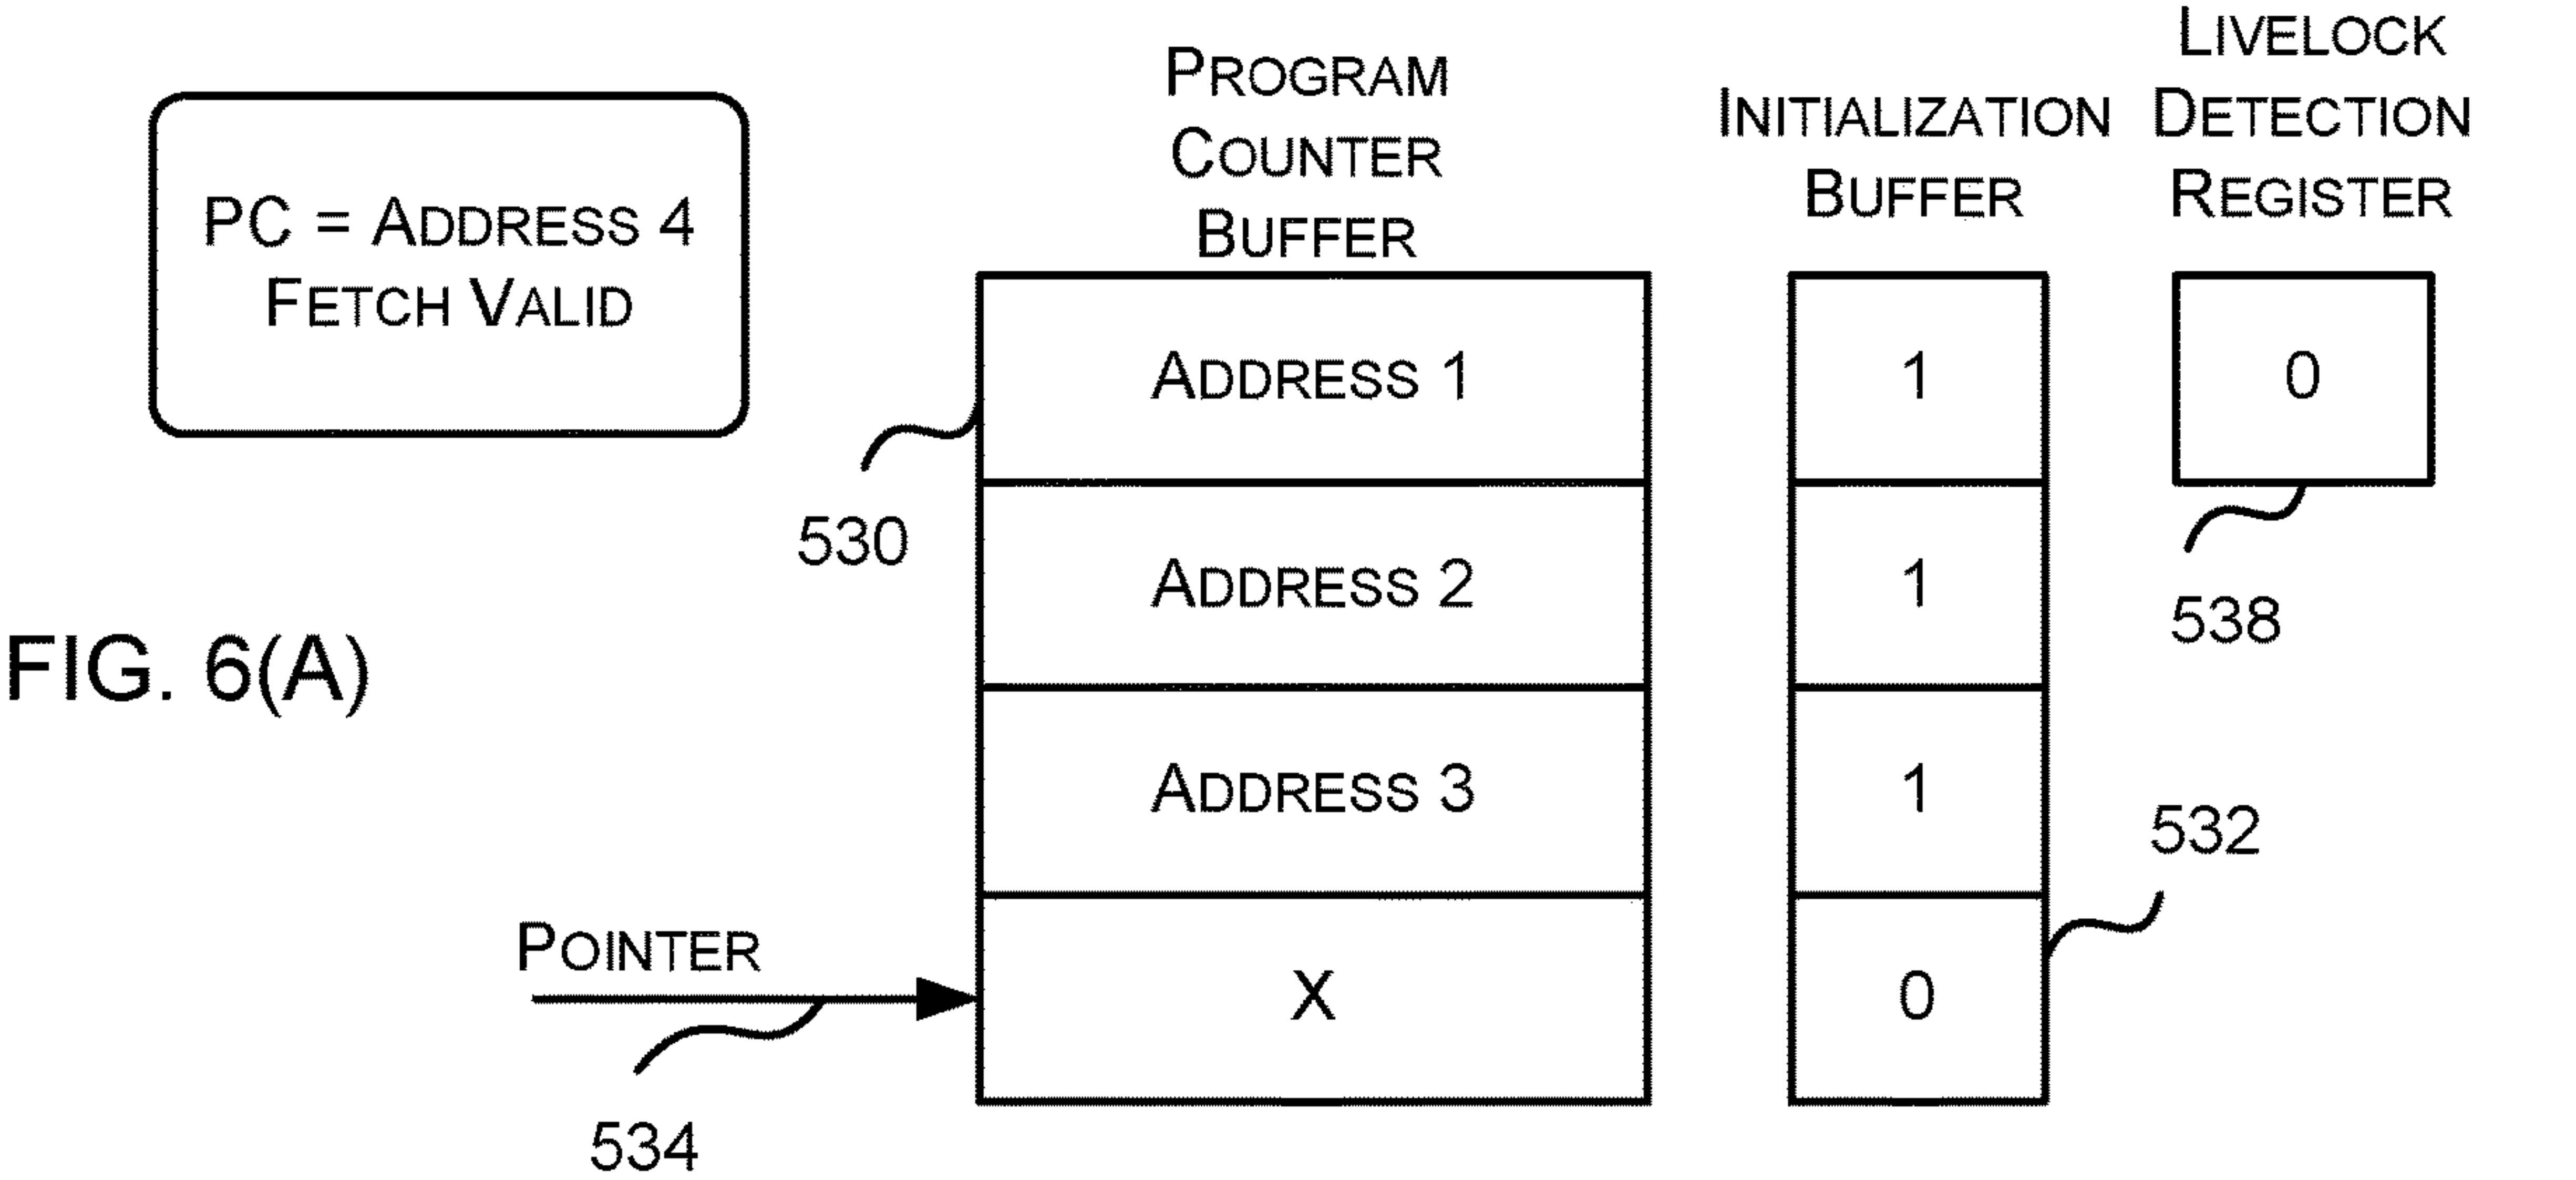 PC = ADDRESS 4
FETCH VALID
PROGRAM
COUNTER
BUFFER
INITIALIZATION
BUFFER
LIVELOCK
DETECTION
REGISTER
ADDRESS 1
1
0
530
ADDRESS 2
1
538
FIG. 6(A)
ADDRESS 3
1
532
POINTER
X
0
534